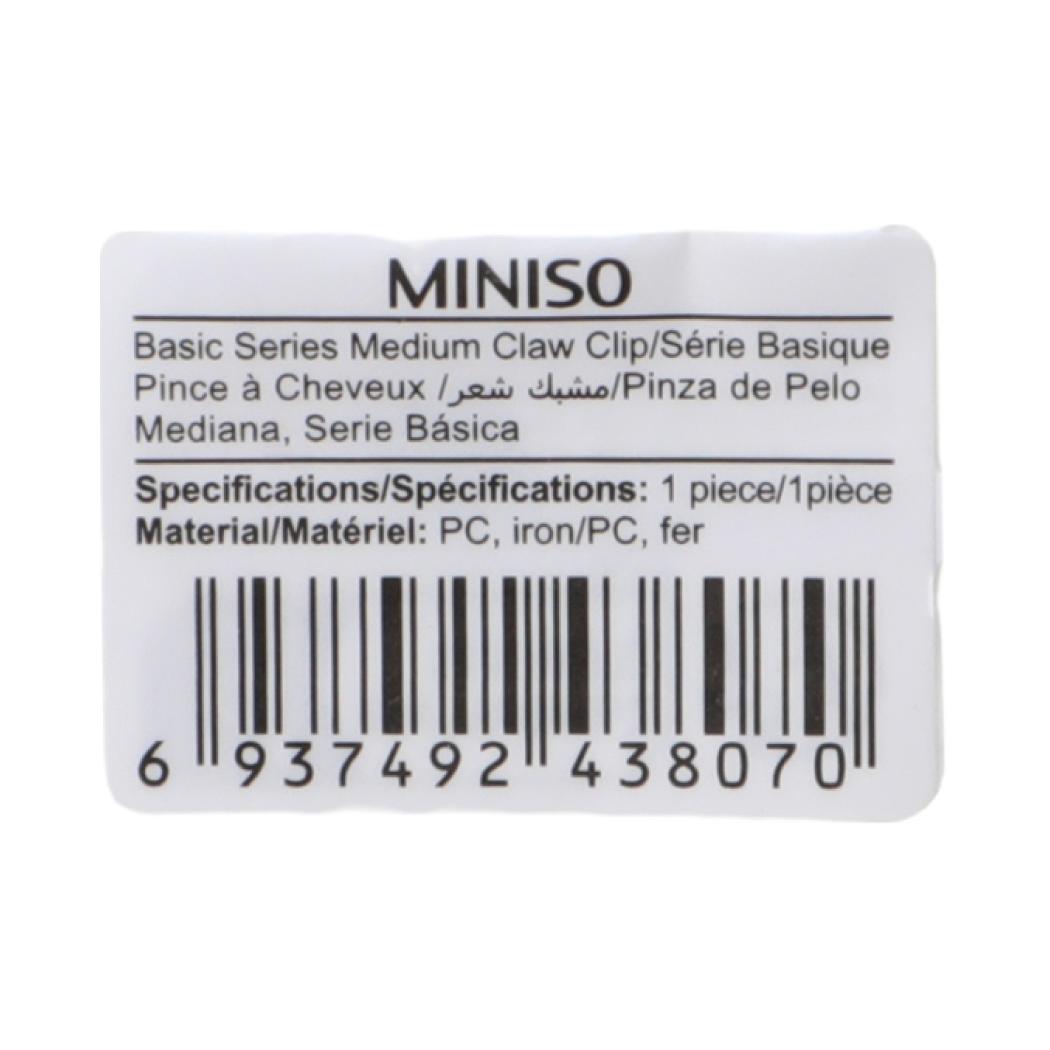 MINISO
Basic Series Medium Claw Clip/Série Basique
Pince à Cheveux /مشبك شعر/Pinza de Pelo
Mediana, Serie Básica
Specifications/Spécifications: 1 piece/1pièce
Material/Matériel: PC, iron/PC, fer
6 937492 438070